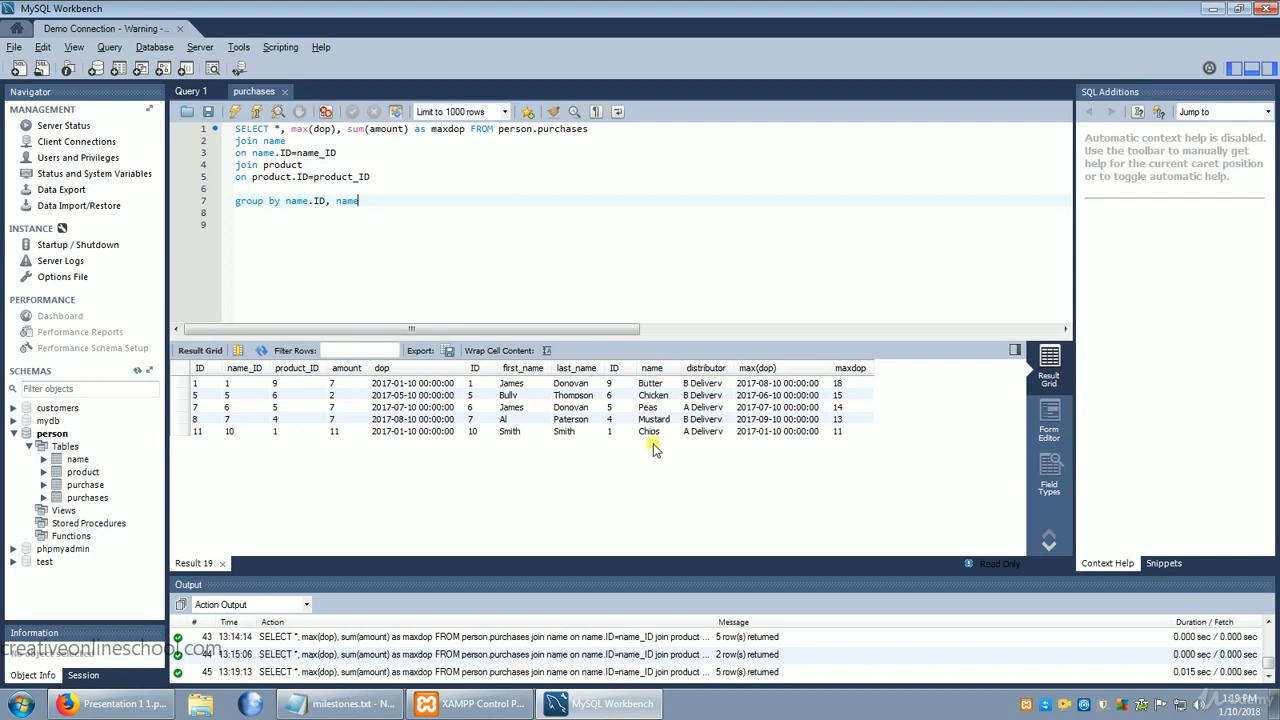 MySQL Workbench
Demo Connection - Warning -...
File Edit View Query Database Server Tools Scripting Help
Navigator
MANAGEMENT
Server Status
Client Connections
Users and Privileges
Status and System Variables
Data Export
Data Import/Restore
INSTANCE
Startup / Shutdown
Server Logs
Options File
PERFORMANCE
Dashboard
Performance Reports
Performance Schema Setup
SCHEMAS
Filter objects
customers
mydb
person
Tables
name
product
purchase
purchases
Views
Stored Procedures
Functions
phpmyadmin
test
Information
creativeonlineschool.com
Object Info Session
Query 1 purchases
Limit to 1000 rows
1 SELECT *, max(dop), sum(amount) as maxdop FROM person.purchases
2 join name
3 on name.ID=name_ID
4 join product
5 on product.ID=product_ID
6
7 group by name.ID, name
8
9
Result Grid Filter Rows: Export: Wrap Cell Content:
ID name_ID product_ID amount dop ID first_name last_name ID name distributor max(dop) maxdop
1 1 9 7 2017-01-10 00:00:00 1 James Donovan 9 Butter B Delivery 2017-08-10 00:00:00 18
5 5 6 2 2017-05-10 00:00:00 5 Bully Thompson 6 Chicken B Delivery 2017-06-10 00:00:00 15
7 6 5 7 2017-07-10 00:00:00 6 James Donovan 5 Peas A Delivery 2017-07-10 00:00:00 14
8 7 4 7 2017-08-10 00:00:00 7 Al Paterson 4 Mustard B Delivery 2017-09-10 00:00:00 13
11 10 1 11 2017-01-10 00:00:00 10 Smith Smith 1 Chips A Delivery 2017-01-10 00:00:00 11
Result Grid
Form Editor
Field Types
Result 19
Read Only
SQL Additions
Jump to
Automatic context help is disabled.
Use the toolbar to manually get
help for the current caret position
or to toggle automatic help.
Context Help Snippets
Output
Action Output
# Time Action Message Duration / Fetch
43 13:14:14 SELECT *, max(dop), sum(amount) as maxdop FROM person.purchases join name on name.ID=name_ID join product ... 5 row(s) returned 0.000 sec / 0.000 sec
44 13:15:06 SELECT *, max(dop), sum(amount) as maxdop FROM person.purchases join name on name.ID=name_ID join product ... 2 row(s) returned 0.000 sec / 0.000 sec
45 13:19:13 SELECT *, max(dop), sum(amount) as maxdop FROM person.purchases join name on name.ID=name_ID join product ... 5 row(s) returned 0.015 sec / 0.000 sec
Presentation 1 1.p... milestones.txt - N... XAMPP Control P... MySQL Workbench
1:19 PM
1/10/2018
Udemy